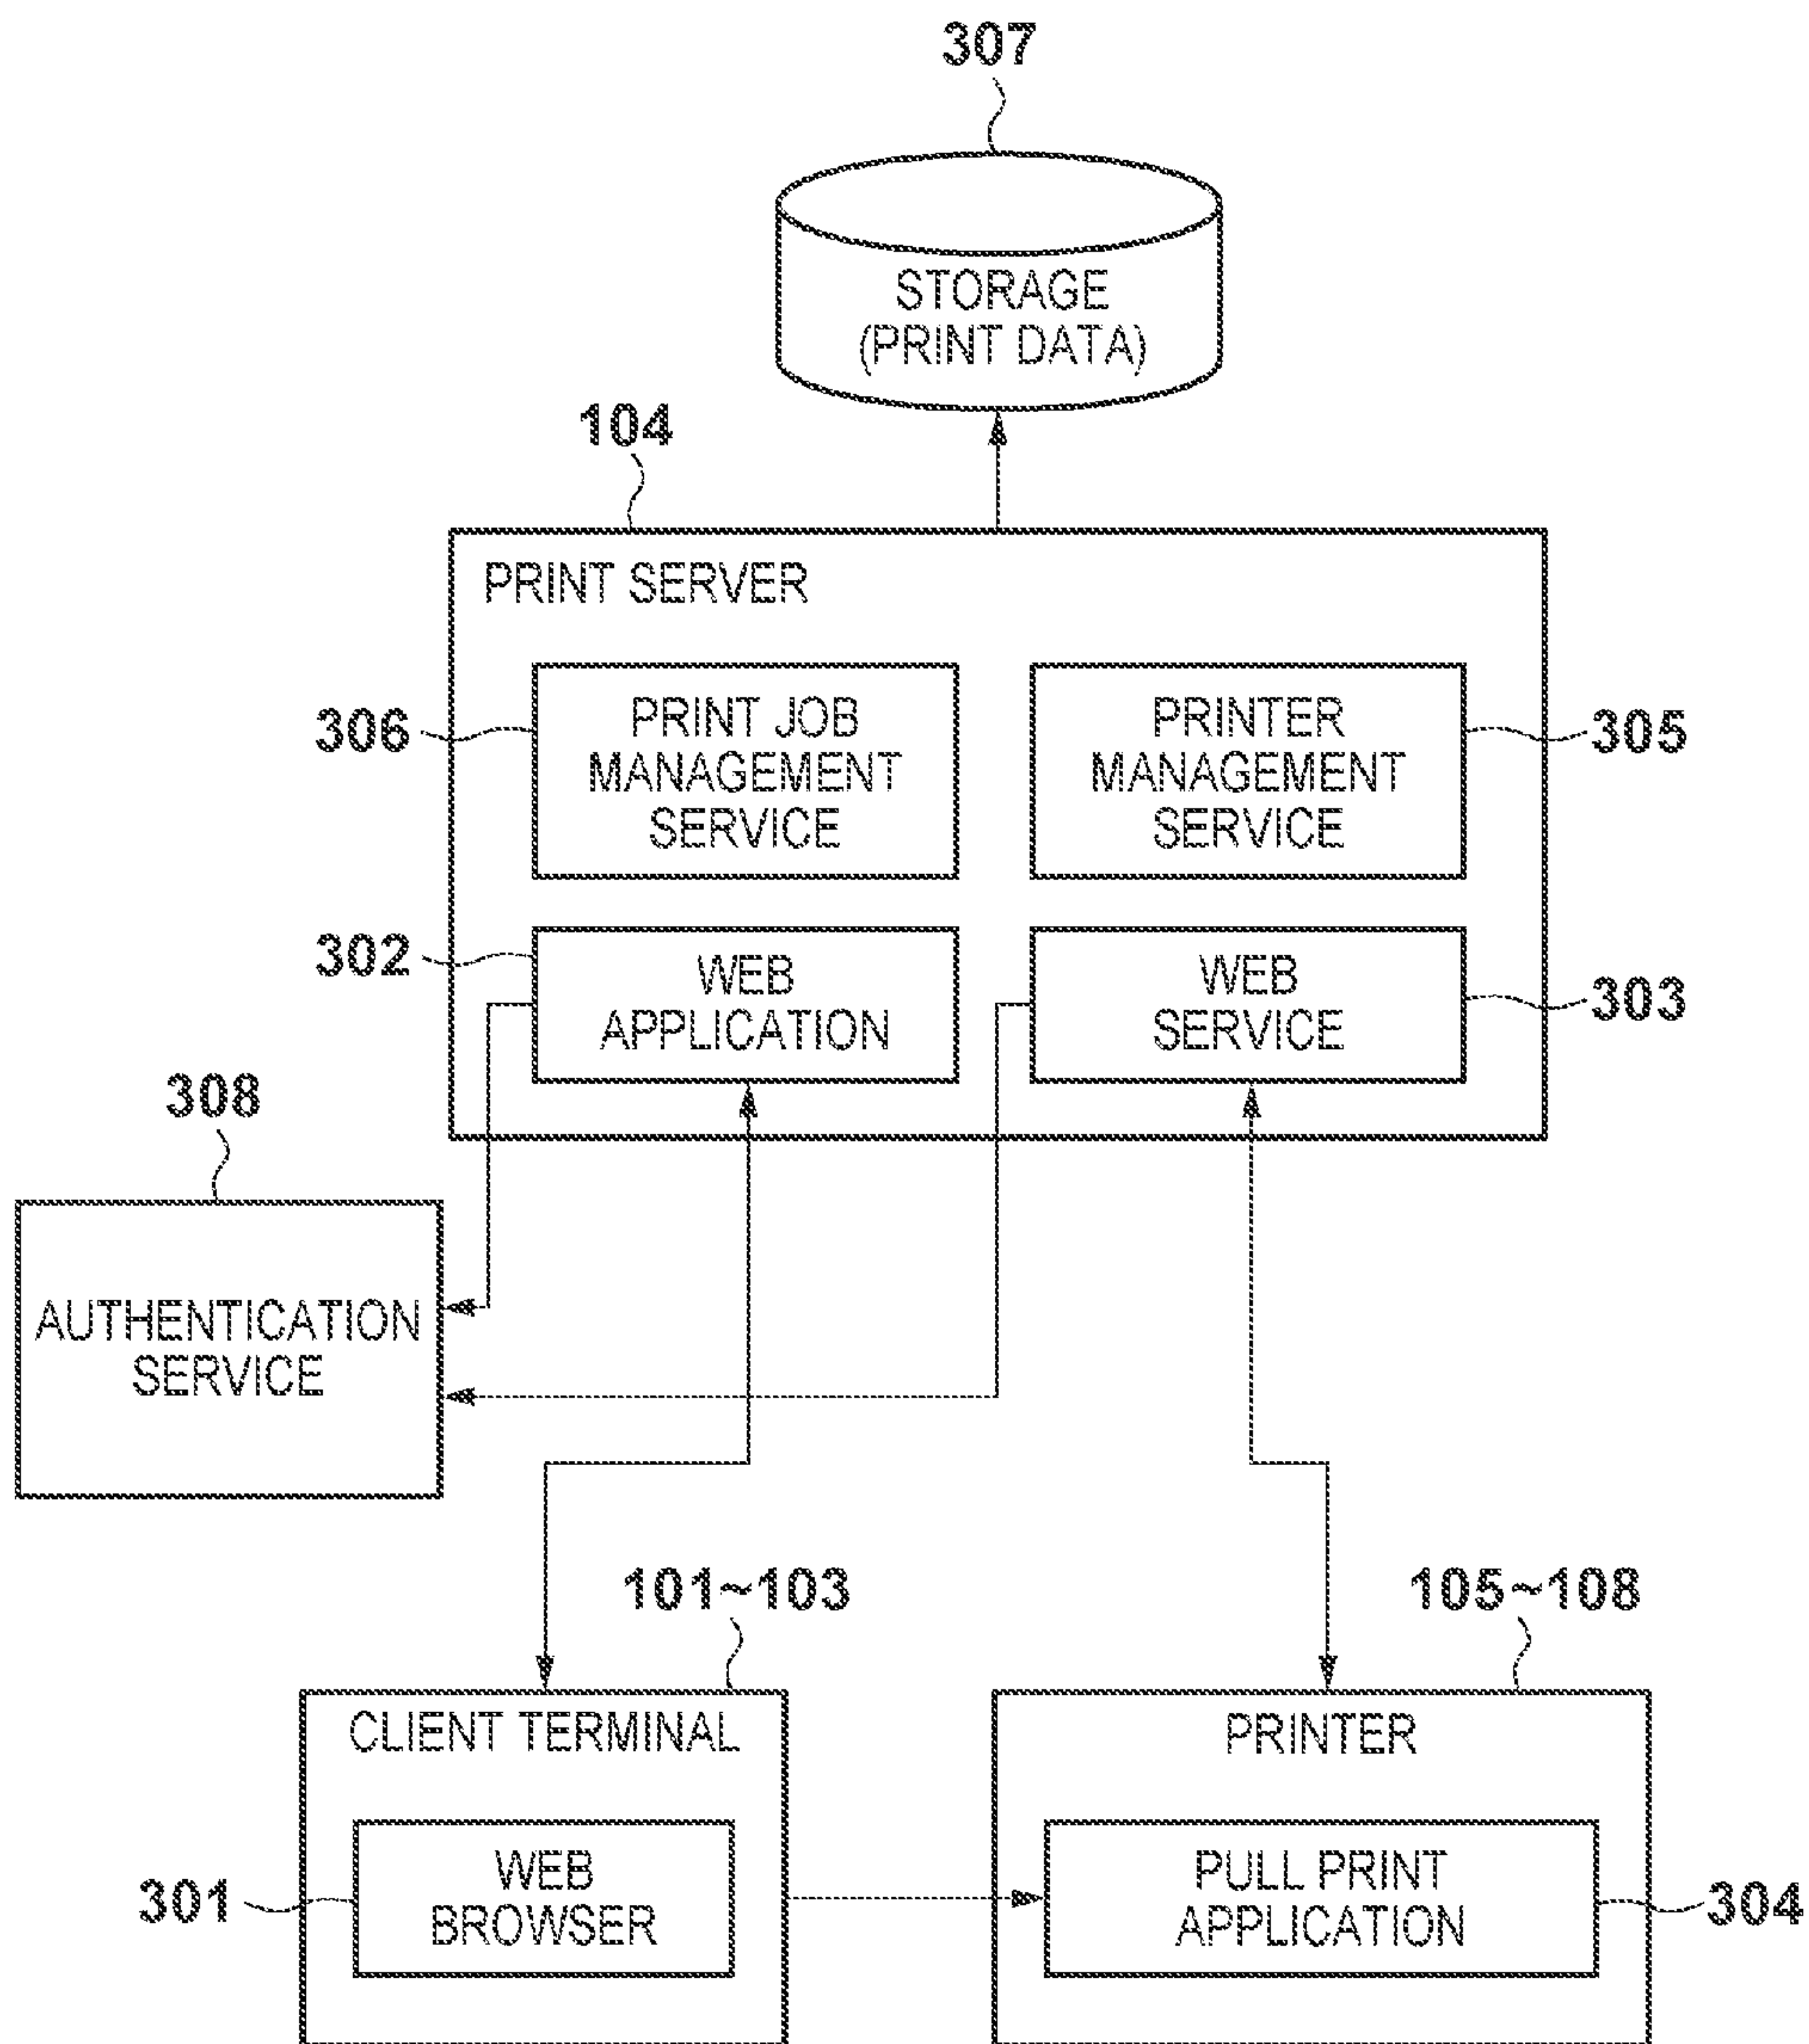 307
STORAGE
(PRINT DATA)
104
PRINT SERVER
306
PRINT JOB
MANAGEMENT
SERVICE
PRINTER
MANAGEMENT
SERVICE
305
302
WEB
APPLICATION
WEB
SERVICE
303
308
AUTHENTICATION
SERVICE
101~103
105~108
CLIENT TERMINAL
PRINTER
301
WEB
BROWSER
PULL PRINT
APPLICATION
304